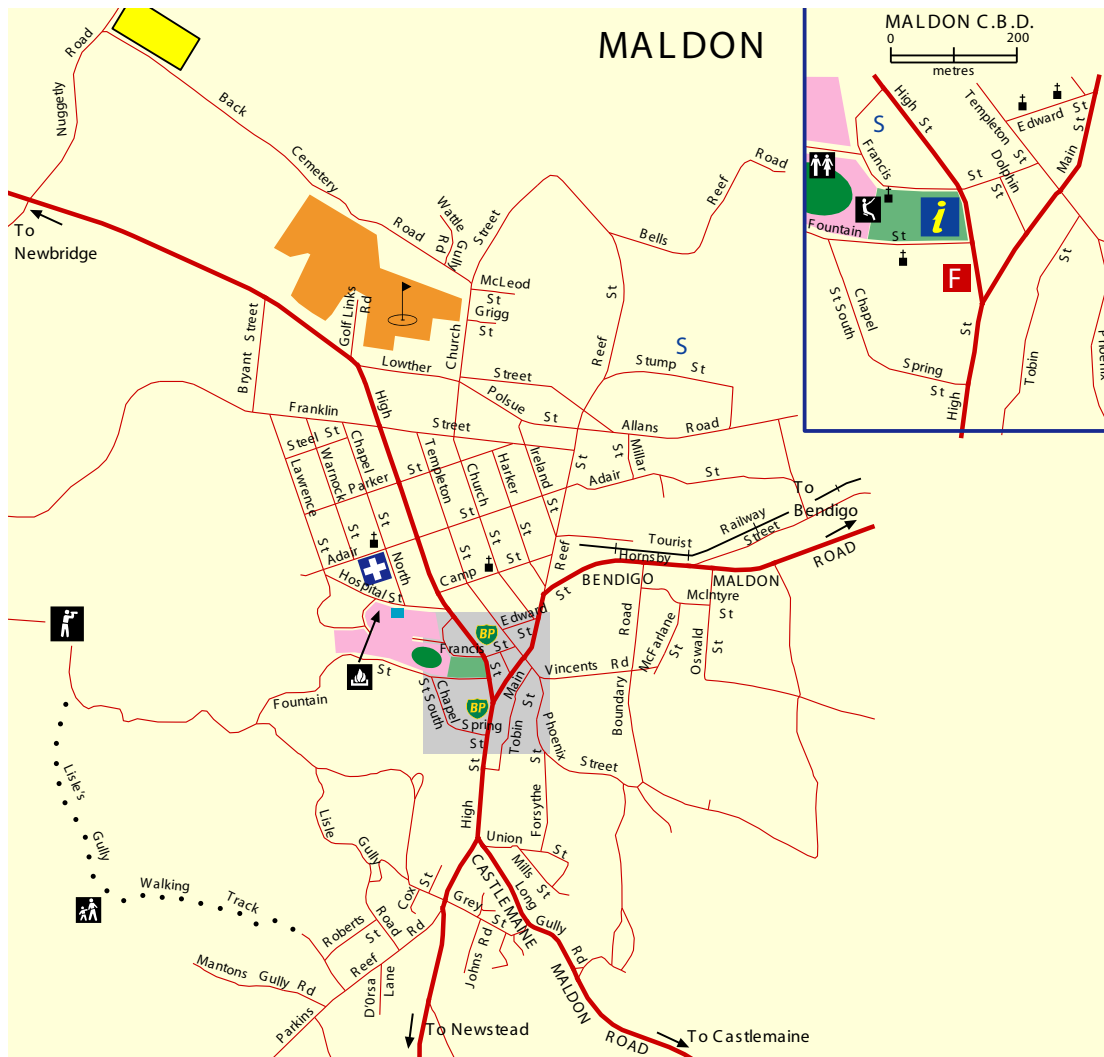 MALDON
MALDON C.B.D.
0 200
metres
High St
Templeton St
Edward St
Main St
Dolphin St
St
S
Francis
i
Fountain St
F
Chapel St South
Spring St
High St
Tobin St
Phoenix
Nuggetty Road
Back Cemetery Road
Wattle Gully Rd
Church Street
Bells Reef Road
To
Newbridge
McLeod St
Grigg St
Golf Links Rd
Bryant Street
Lowther Street
Reef St
S
Stump St
High
Polsue St
Franklin Street
Allans Road
Steel St
Lawrence St
Warnock St
Chapel St North
Parker St
Templeton St
Church St
Harker St
Ireland St
Millar St
Adair St
Adair St
To
Bendigo
Tourist Railway
Hornsby Street
BENDIGO MALDON ROAD
Hospital St
Camp St
Reef St
McIntyre St
Edward St
BP
Francis St
Main
Vincents Rd
Boundary Road
McFarlane St
Oswald St
Fountain St
Chapel St South
BP
Spring St
Tobin St
Phoenix Street
Forsythe St
High St
Lisle's Gully Walking Track
Lisle Gully Road
Union St
Mills St
Long Gully Rd
CASTLEMAINE
MALDON ROAD
Cox St
Grey St
Johns Rd
Roberts St
Parkins Reef Rd
Mantons Gully Rd
D'Orsa Lane
To Newstead
To Castlemaine